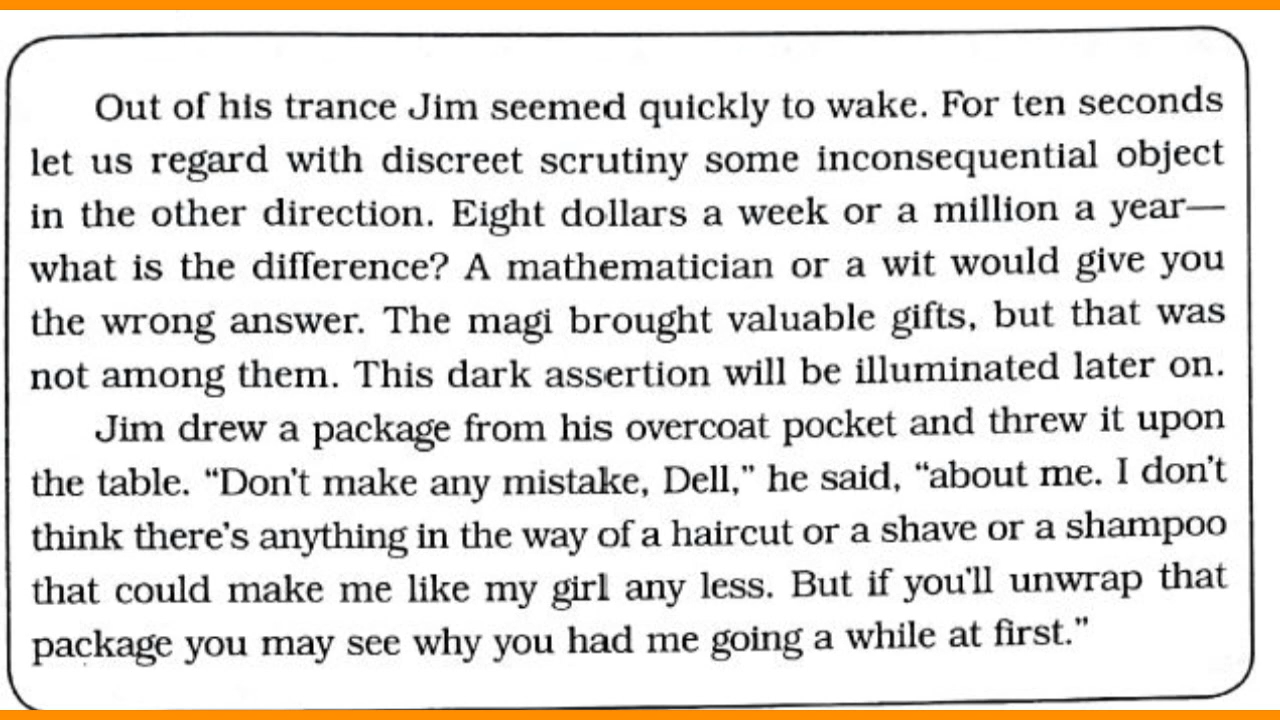 Out of his trance Jim seemed quickly to wake. For ten seconds
let us regard with discreet scrutiny some inconsequential object
in the other direction. Eight dollars a week or a million a year—
what is the difference? A mathematician or a wit would give you
the wrong answer. The magi brought valuable gifts, but that was
not among them. This dark assertion will be illuminated later on.
Jim drew a package from his overcoat pocket and threw it upon
the table. “Don't make any mistake, Dell,” he said, “about me. I don't
think there's anything in the way of a haircut or a shave or a shampoo
that could make me like my girl any less. But if you'll unwrap that
package you may see why you had me going a while at first.”